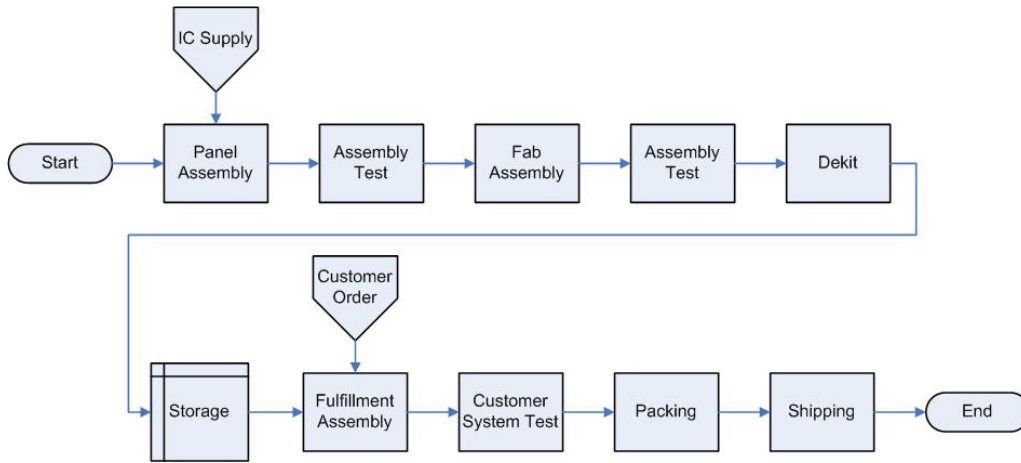 IC Supply
Start
Panel
Assembly
Assembly
Test
Fab
Assembly
Assembly
Test
Dekit
Customer
Order
Storage
Fulfillment
Assembly
Customer
System Test
Packing
Shipping
End